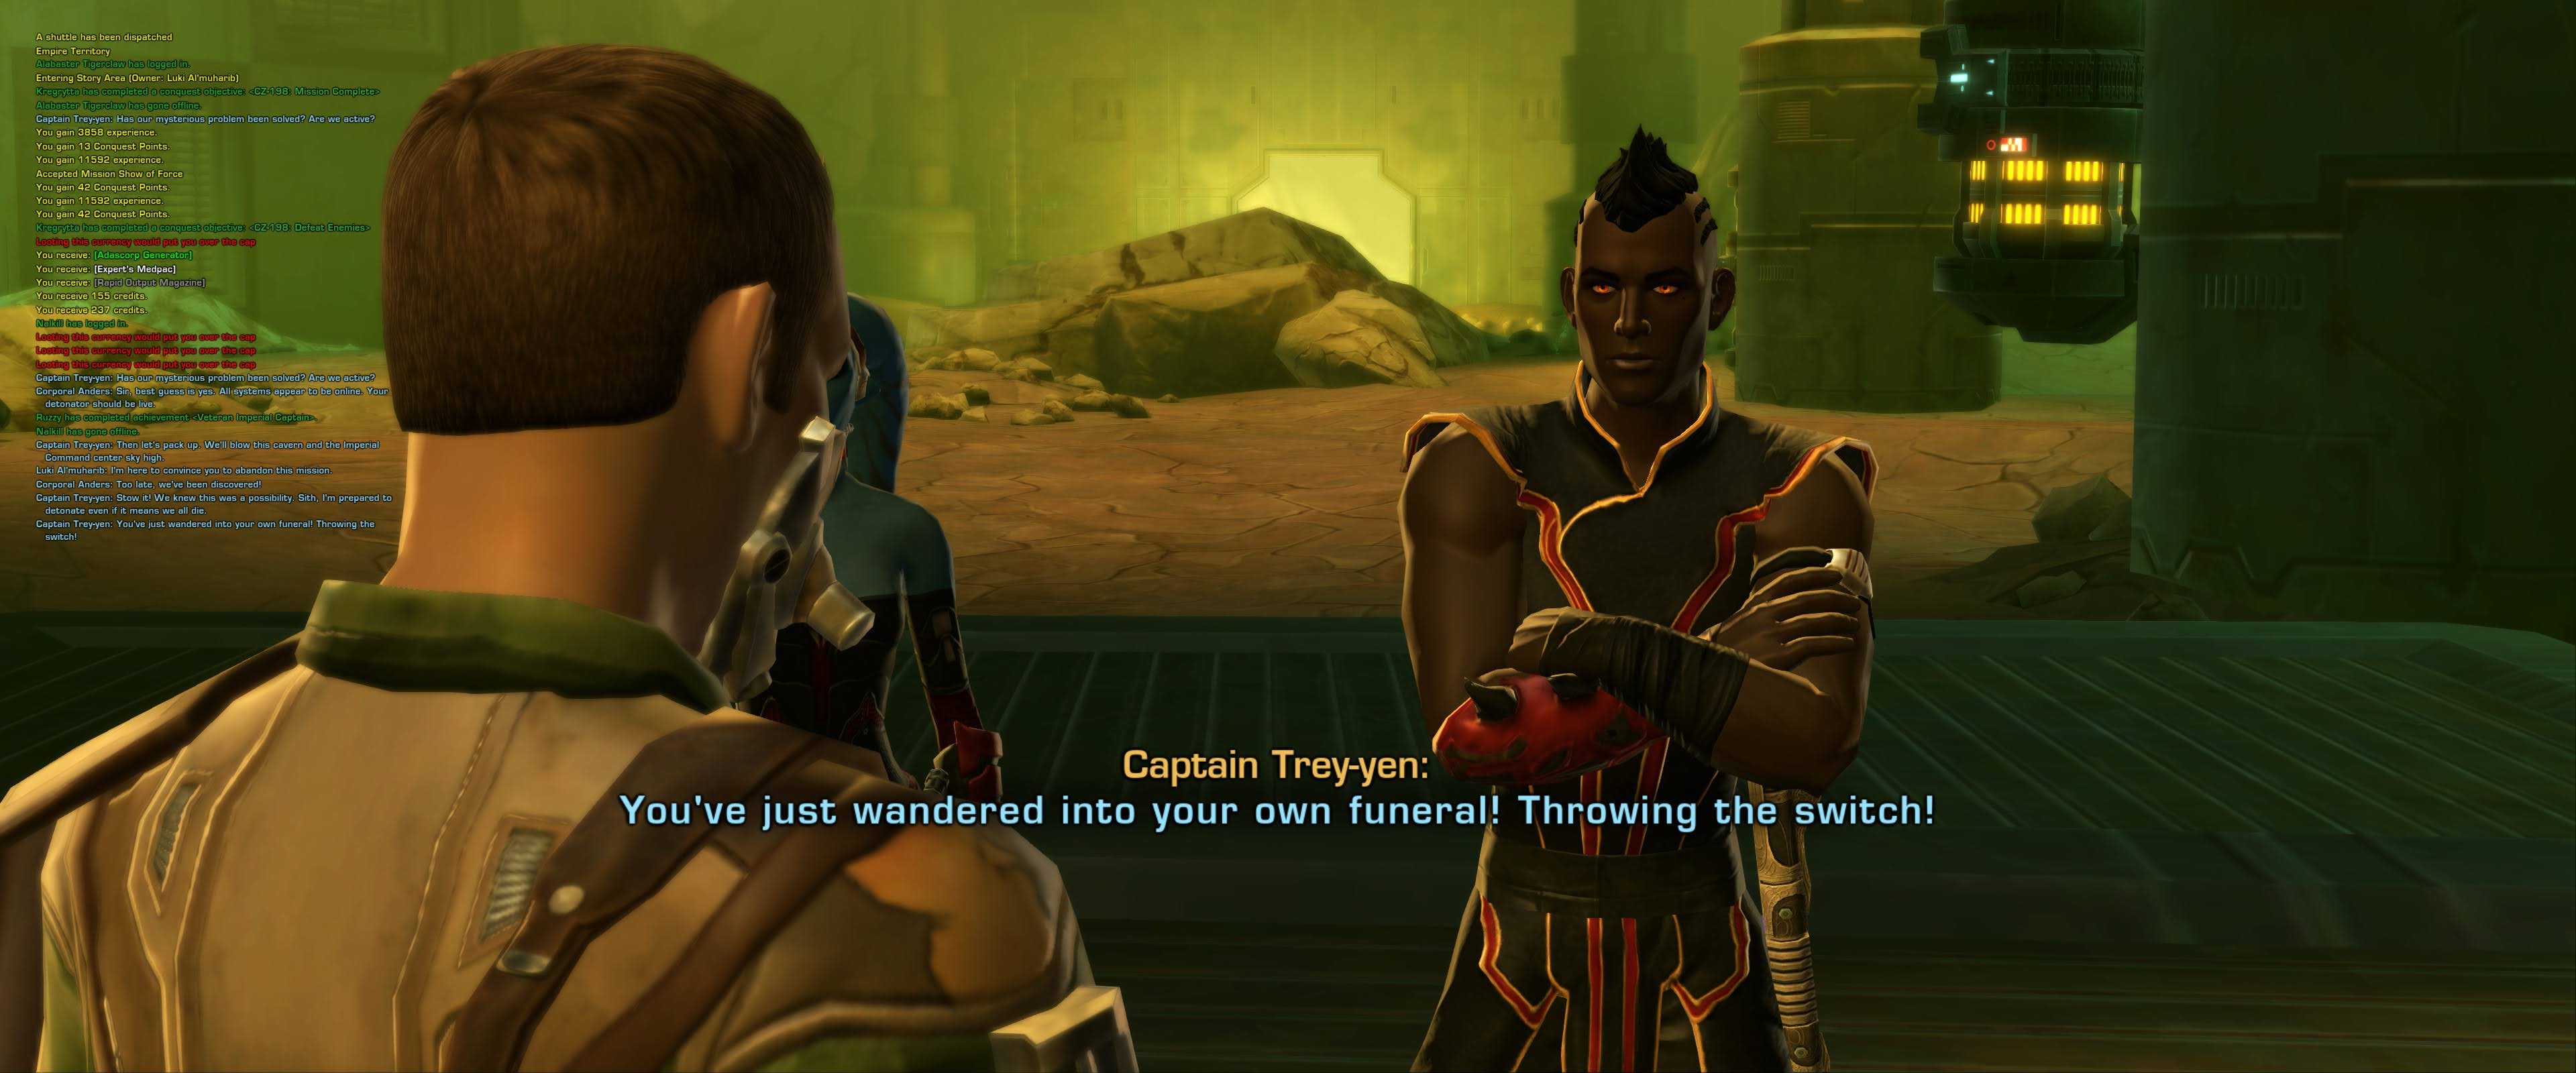 A shuttle has been dispatched
Empire Territory
Alabaster Tigerclaw has logged in.
Entering Story Area (Owner: Luki Al'muharib)
Kregrytta has completed a conquest objective: <CZ-198: Mission Complete>
Alabaster Tigerclaw has gone offline.
Captain Trey-yen: Has our mysterious problem been solved? Are we active?
You gain 3858 experience.
You gain 13 Conquest Points.
You gain 11592 experience.
Accepted Mission Show of Force
You gain 42 Conquest Points.
You gain 11592 experience.
You gain 42 Conquest Points.
Kregrytta has completed a conquest objective: <CZ-198: Defeat Enemies>
Looting this currency would put you over the cap
You receive: [Adascorp Generator]
You receive: [Expert's Medpac]
You receive: [Rapid Output Magazine]
You receive 155 credits.
You receive 237 credits.
Nalkill has logged in.
Looting this currency would put you over the cap
Looting this currency would put you over the cap
Looting this currency would put you over the cap
Captain Trey-yen: Has our mysterious problem been solved? Are we active?
Corporal Anders: Sir, best guess is yes. All systems appear to be online. Your
detonator should be live.
Ruzzy has completed achievement <Veteran Imperial Captain>.
Nalkill has gone offline.
Captain Trey-yen: Then let's pack up. We'll blow this cavern and the Imperial
Command center sky high.
Luki Al'muharib: I'm here to convince you to abandon this mission.
Corporal Anders: Too late, we've been discovered!
Captain Trey-yen: Stow it! We knew this was a possibility. Sith, I'm prepared to
detonate even if it means we all die.
Captain Trey-yen: You've just wandered into your own funeral! Throwing the
switch!
Captain Trey-yen:
You've just wandered into your own funeral! Throwing the switch!